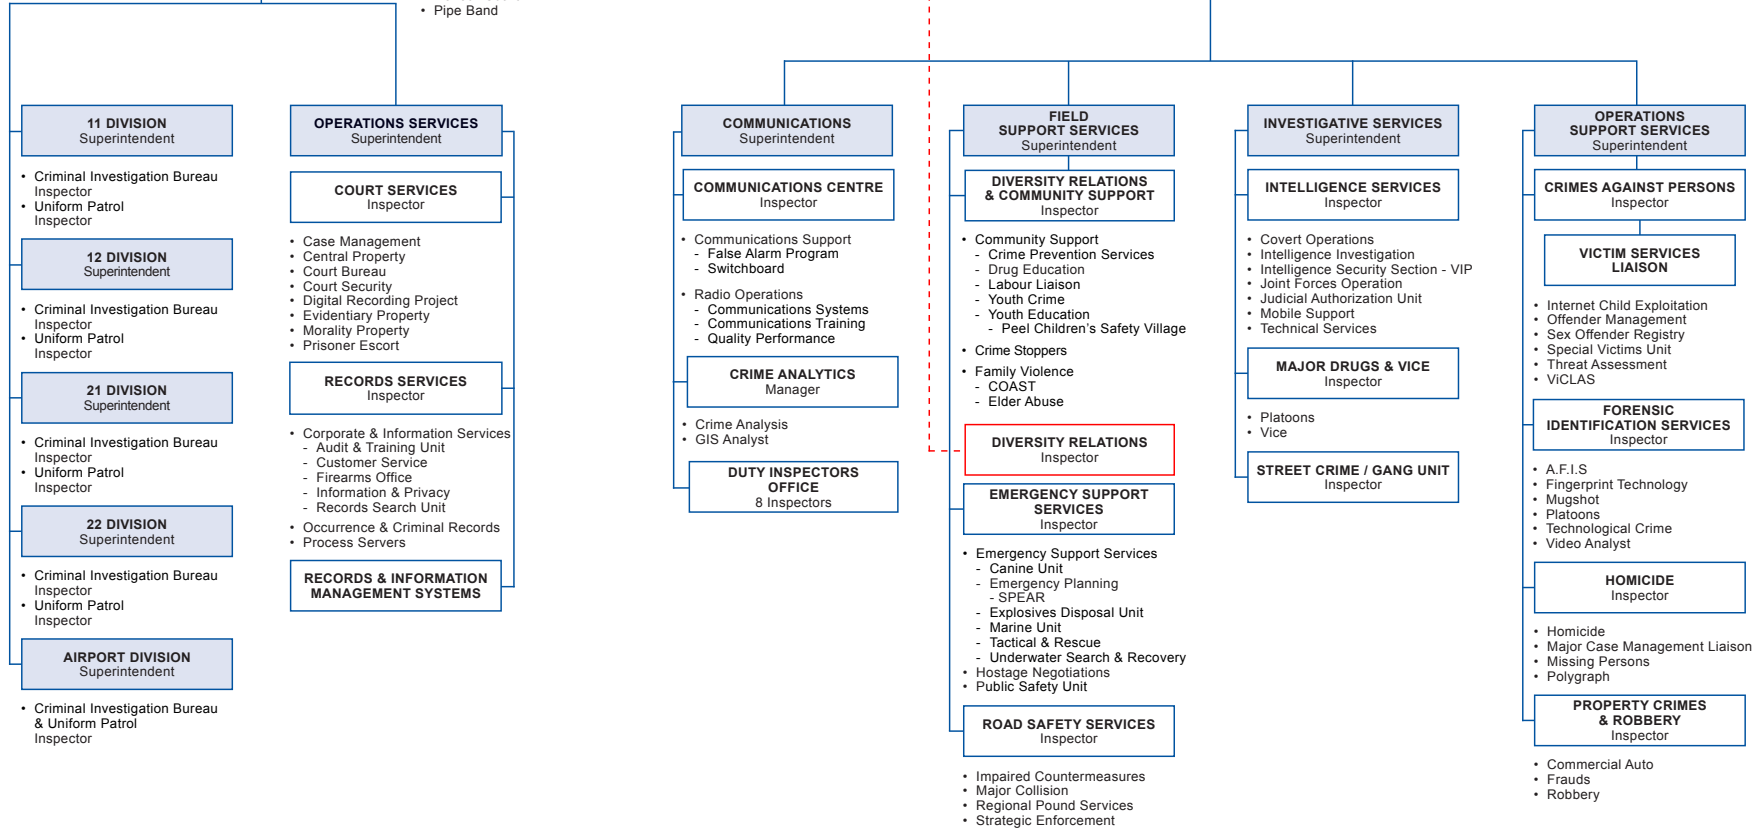 • Pipe Band
11 DIVISION
Superintendent
• Criminal Investigation Bureau
Inspector
• Uniform Patrol
Inspector
12 DIVISION
Superintendent
• Criminal Investigation Bureau
Inspector
• Uniform Patrol
Inspector
21 DIVISION
Superintendent
• Criminal Investigation Bureau
Inspector
• Uniform Patrol
Inspector
22 DIVISION
Superintendent
• Criminal Investigation Bureau
Inspector
• Uniform Patrol
Inspector
AIRPORT DIVISION
Superintendent
• Criminal Investigation Bureau
& Uniform Patrol
Inspector
OPERATIONS SERVICES
Superintendent
COURT SERVICES
Inspector
• Case Management
• Central Property
• Court Bureau
• Court Security
• Digital Recording Project
• Evidentiary Property
• Morality Property
• Prisoner Escort
RECORDS SERVICES
Inspector
• Corporate & Information Services
- Audit & Training Unit
- Customer Service
- Firearms Office
- Information & Privacy
- Records Search Unit
• Occurrence & Criminal Records
• Process Servers
RECORDS & INFORMATION
MANAGEMENT SYSTEMS
COMMUNICATIONS
Superintendent
COMMUNICATIONS CENTRE
Inspector
• Communications Support
- False Alarm Program
- Switchboard
• Radio Operations
- Communications Systems
- Communications Training
- Quality Performance
CRIME ANALYTICS
Manager
• Crime Analysis
• GIS Analyst
DUTY INSPECTORS
OFFICE
8 Inspectors
FIELD
SUPPORT SERVICES
Superintendent
DIVERSITY RELATIONS
& COMMUNITY SUPPORT
Inspector
• Community Support
- Crime Prevention Services
- Drug Education
- Labour Liaison
- Youth Crime
- Youth Education
- Peel Children's Safety Village
• Crime Stoppers
• Family Violence
- COAST
- Elder Abuse
DIVERSITY RELATIONS
Inspector
EMERGENCY SUPPORT
SERVICES
Inspector
• Emergency Support Services
- Canine Unit
- Emergency Planning
- SPEAR
- Explosives Disposal Unit
- Marine Unit
- Tactical & Rescue
- Underwater Search & Recovery
• Hostage Negotiations
• Public Safety Unit
ROAD SAFETY SERVICES
Inspector
• Impaired Countermeasures
• Major Collision
• Regional Pound Services
• Strategic Enforcement
INVESTIGATIVE SERVICES
Superintendent
INTELLIGENCE SERVICES
Inspector
• Covert Operations
• Intelligence Investigation
• Intelligence Security Section - VIP
• Joint Forces Operation
• Judicial Authorization Unit
• Mobile Support
• Technical Services
MAJOR DRUGS & VICE
Inspector
• Platoons
• Vice
STREET CRIME / GANG UNIT
Inspector
OPERATIONS
SUPPORT SERVICES
Superintendent
CRIMES AGAINST PERSONS
Inspector
VICTIM SERVICES
LIAISON
• Internet Child Exploitation
• Offender Management
• Sex Offender Registry
• Special Victims Unit
• Threat Assessment
• ViCLAS
FORENSIC
IDENTIFICATION SERVICES
Inspector
• A.F.I.S
• Fingerprint Technology
• Mugshot
• Platoons
• Technological Crime
• Video Analyst
HOMICIDE
Inspector
• Homicide
• Major Case Management Liaison
• Missing Persons
• Polygraph
PROPERTY CRIMES
& ROBBERY
Inspector
• Commercial Auto
• Frauds
• Robbery